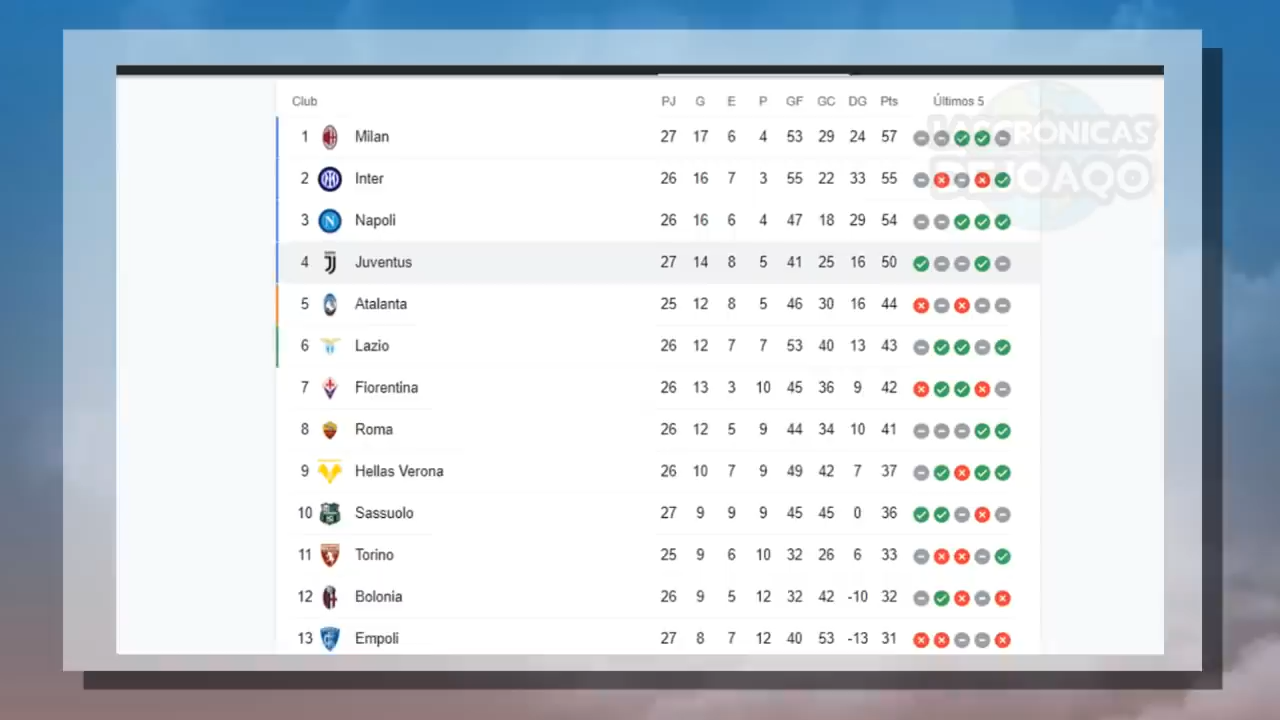 Club PJ G E P GF GC DG Pts Últimos 5
1 Milan 27 17 6 4 53 29 24 57
2 Inter 26 16 7 3 55 22 33 55
3 Napoli 26 16 6 4 47 18 29 54
4 Juventus 27 14 8 5 41 25 16 50
5 Atalanta 25 12 8 5 46 30 16 44
6 Lazio 26 12 7 7 53 40 13 43
7 Fiorentina 26 13 3 10 45 36 9 42
8 Roma 26 12 5 9 44 34 10 41
9 Hellas Verona 26 10 7 9 49 42 7 37
10 Sassuolo 27 9 9 9 45 45 0 36
11 Torino 25 9 6 10 32 26 6 33
12 Bolonia 26 9 5 12 32 42 -10 32
13 Empoli 27 8 7 12 40 53 -13 31
LAS CRÓNICAS
DE JOAQO